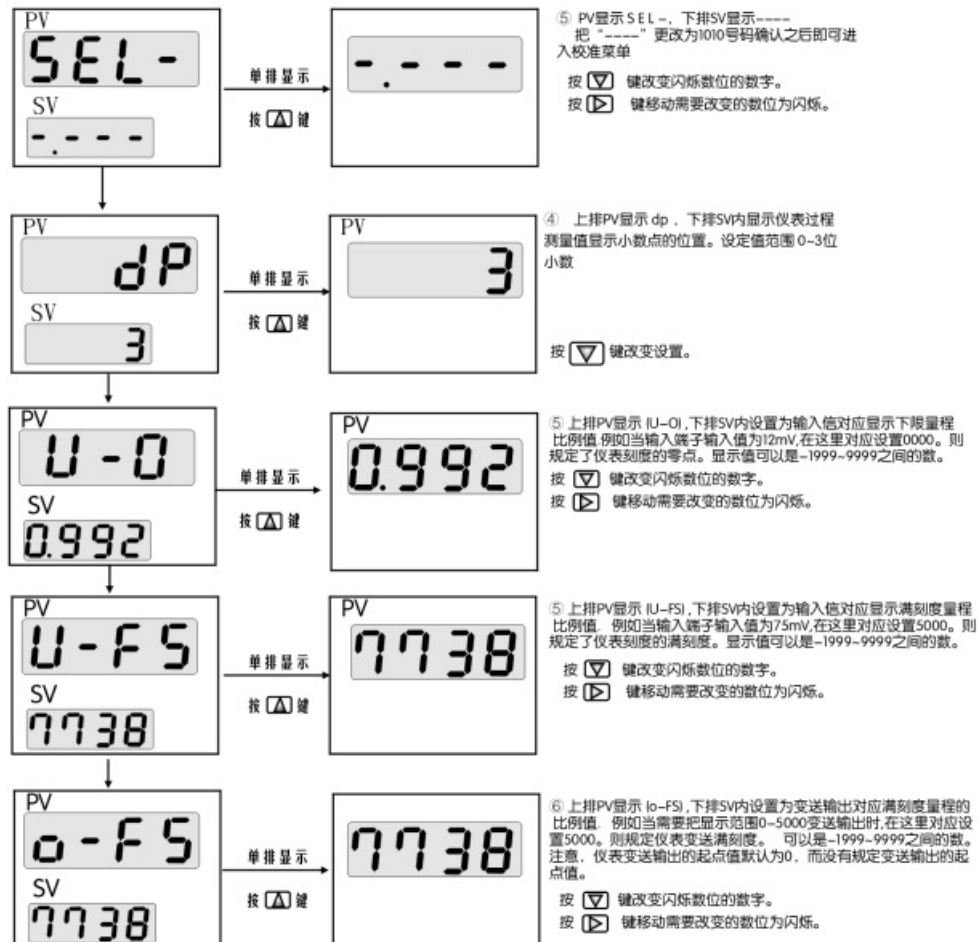 PV
SEL-
SV
-.---
单排显示
按 键
-.---
⑤ PV显示 S E L -, 下排SV显示----
把“----”更改为1010号码确认之后即可进
入校准菜单
按 键改变闪烁数位的数字。
按 键移动需要改变的数位为闪烁。
PV
dP
SV
3
单排显示
按 键
PV
3
④ 上排PV显示 dp ,下排SV内显示仪表过程
测量值显示小数点的位置。设定值范围 0~3位
小数
按 键改变设置。
PV
U-0
SV
0.992
单排显示
按 键
PV
0.992
⑤ 上排PV显示 (U-O),下排SV内设置为输入信对应显示下限量程
比例值.例如当输入端子输入值为12mV,在这里对应设置0000。则
规定了仪表刻度的零点。显示值可以是-1999~9999之间的数。
按 键改变闪烁数位的数字。
按 键移动需要改变的数位为闪烁。
PV
U-FS
SV
7738
单排显示
按 键
PV
7738
⑤ 上排PV显示 (U-FS),下排SV内设置为输入信对应显示满刻度量程
比例值. 例如当输入端子输入值为75mV,在这里对应设置5000。则
规定了仪表刻度的满刻度。显示值可以是-1999~9999之间的数。
按 键改变闪烁数位的数字。
按 键移动需要改变的数位为闪烁。
PV
o-FS
SV
7738
单排显示
按 键
7738
⑥ 上排PV显示 (o-FS),下排SV内设置为变送输出对应满刻度量程的
比例值. 例如当需要把显示范围0-5000变送输出时,在这里对应设
置5000。则规定仪表变送满刻度。 可以是-1999~9999之间的数。
注意,仪表变送输出的起点值默认为0,而没有规定变送输出的起
点值。
按 键改变闪烁数位的数字。
按 键移动需要改变的数位为闪烁。